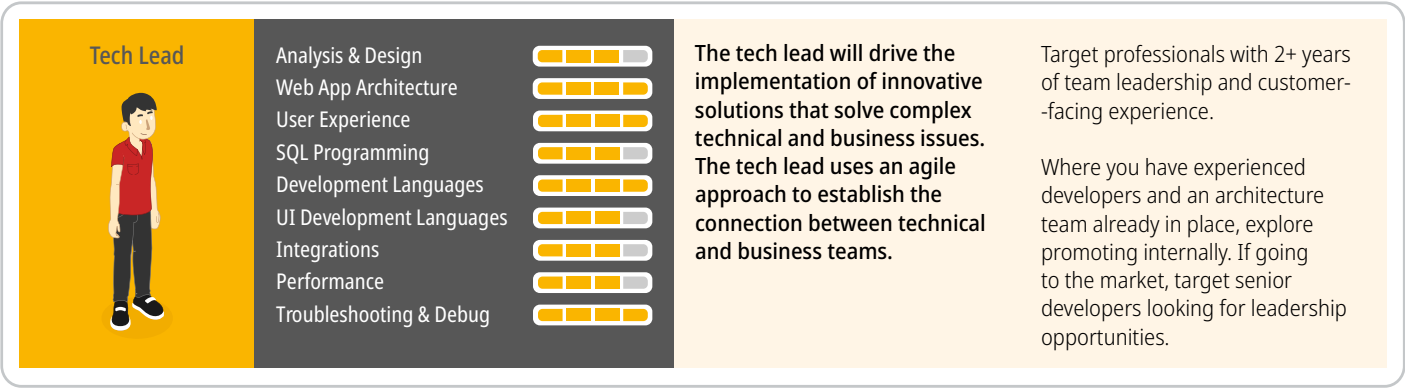 Tech Lead
Analysis & Design
Web App Architecture
User Experience
SQL Programming
Development Languages
UI Development Languages
Integrations
Performance
Troubleshooting & Debug
The tech lead will drive the
implementation of innovative
solutions that solve complex
technical and business issues.
The tech lead uses an agile
approach to establish the
connection between technical
and business teams.
Target professionals with 2+ years
of team leadership and customer-
-facing experience.
Where you have experienced
developers and an architecture
team already in place, explore
promoting internally. If going
to the market, target senior
developers looking for leadership
opportunities.